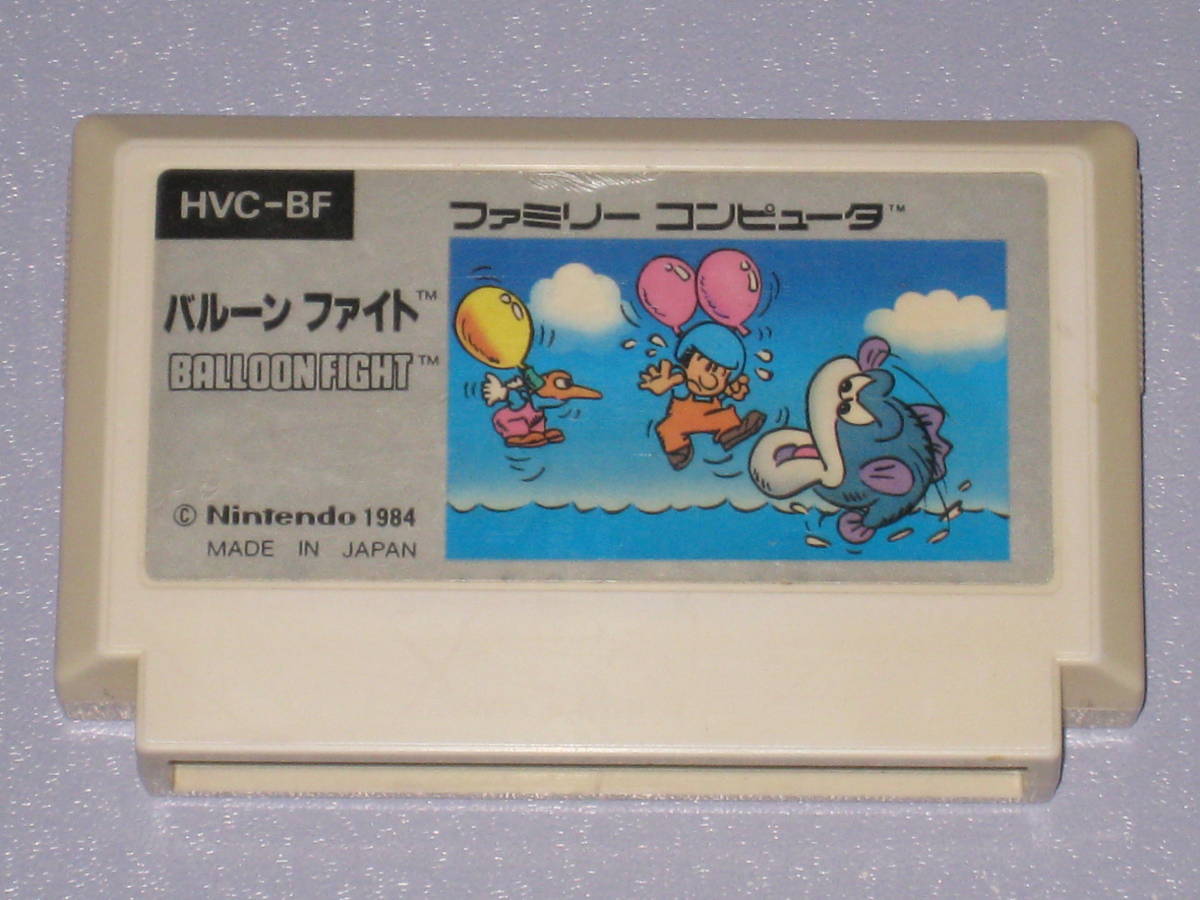 HVC-BF
ファミリー コンピュータ™
バルーン ファイト™
BALLOON FIGHT™
© Nintendo 1984
MADE IN JAPAN